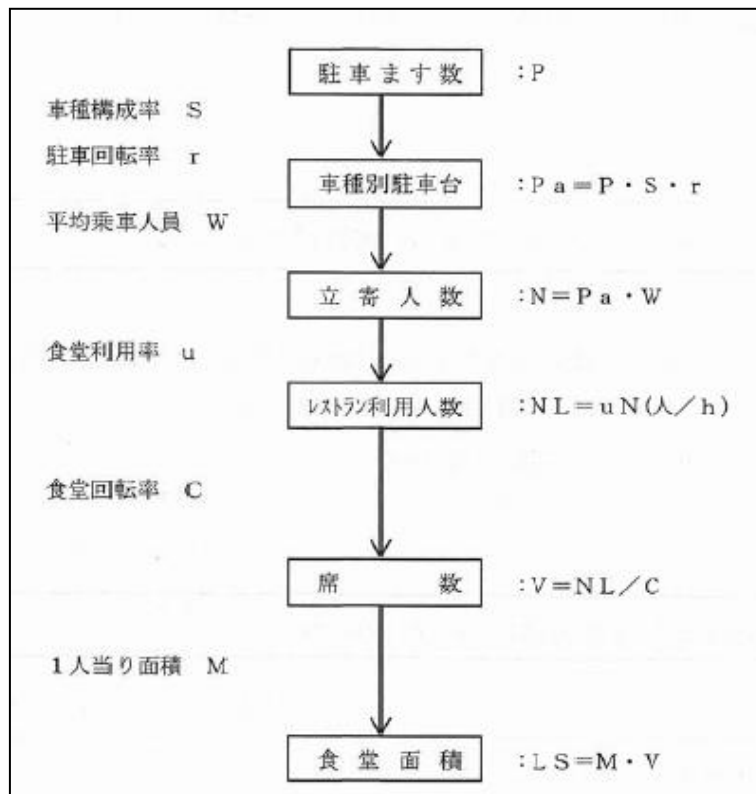 駐車ます数 :P
車種構成率 S
駐車回転率 r
車種別駐車台 :Pa=P・S・r
平均乗車人員 W
立寄人数 :N=Pa・W
食堂利用率 u
レストラン利用人数 :NL=uN(人/h)
食堂回転率 C
席数 :V=NL/C
1人当り面積 M
食堂面積 :LS=M・V